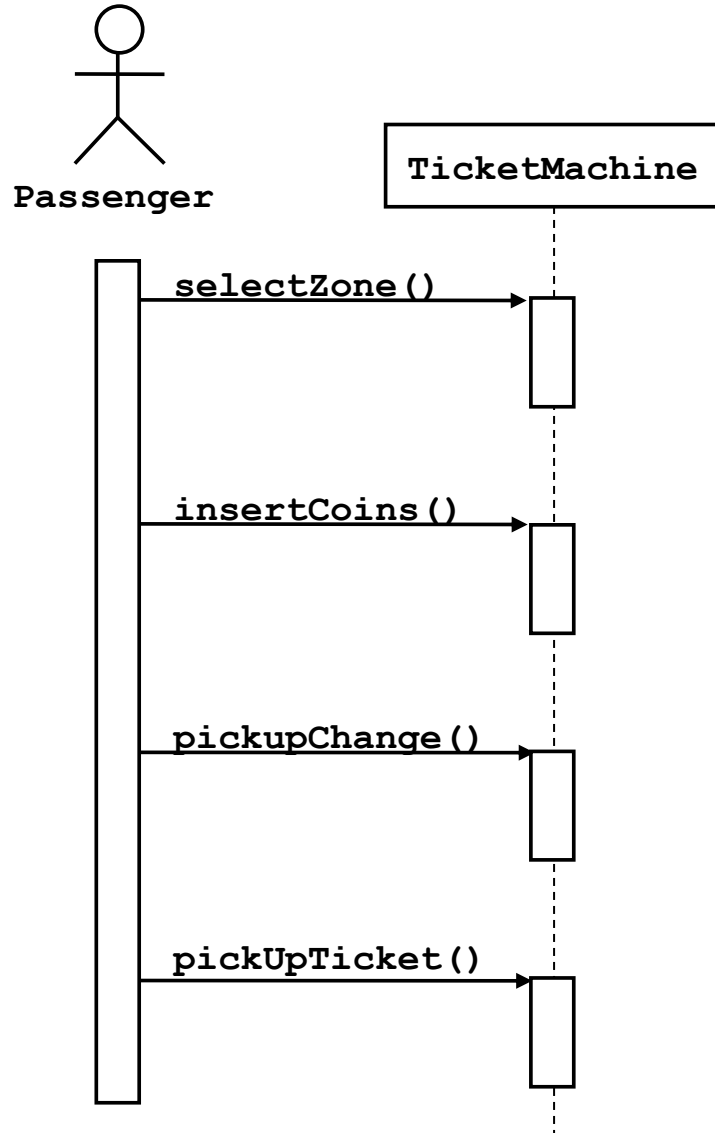 Passenger
TicketMachine
selectZone()
insertCoins()
pickupChange()
pickUpTicket()